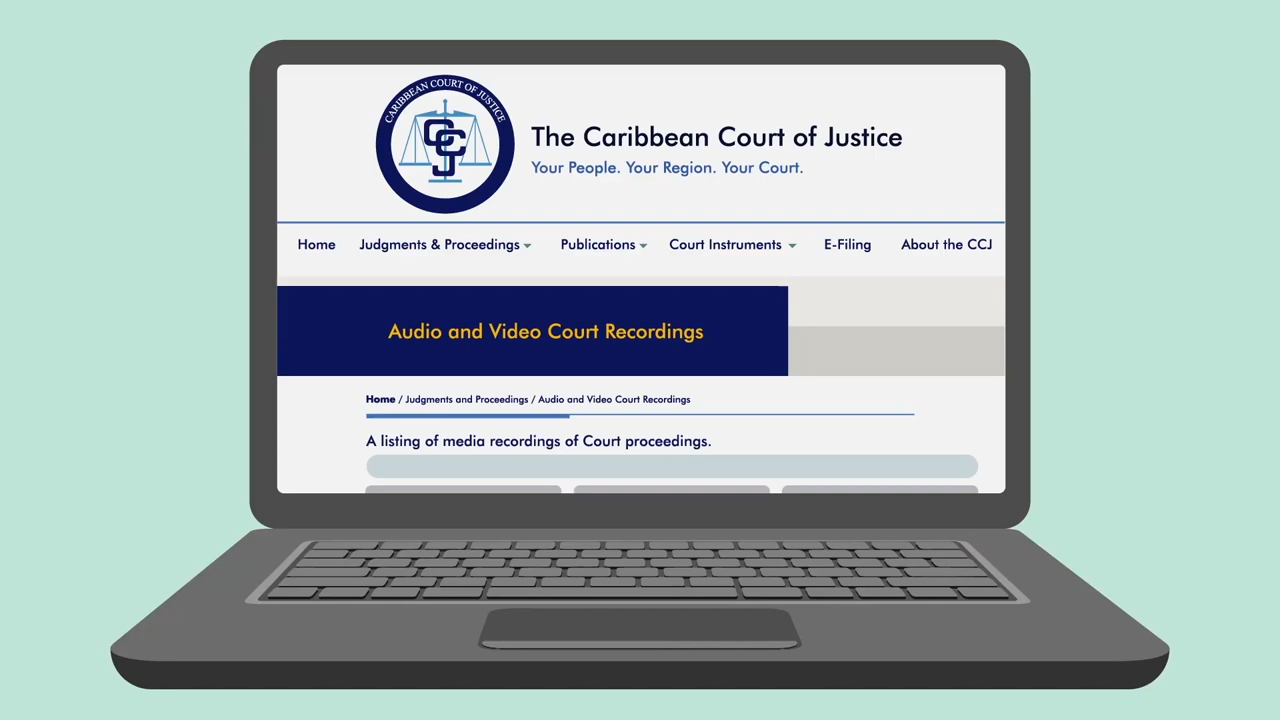 CARIBBEAN COURT OF JUSTICE
CCJ
The Caribbean Court of Justice
Your People. Your Region. Your Court.
Home Judgments & Proceedings Publications Court Instruments E-Filing About the CCJ
Audio and Video Court Recordings
Home / Judgments and Proceedings / Audio and Video Court Recordings
A listing of media recordings of Court proceedings.